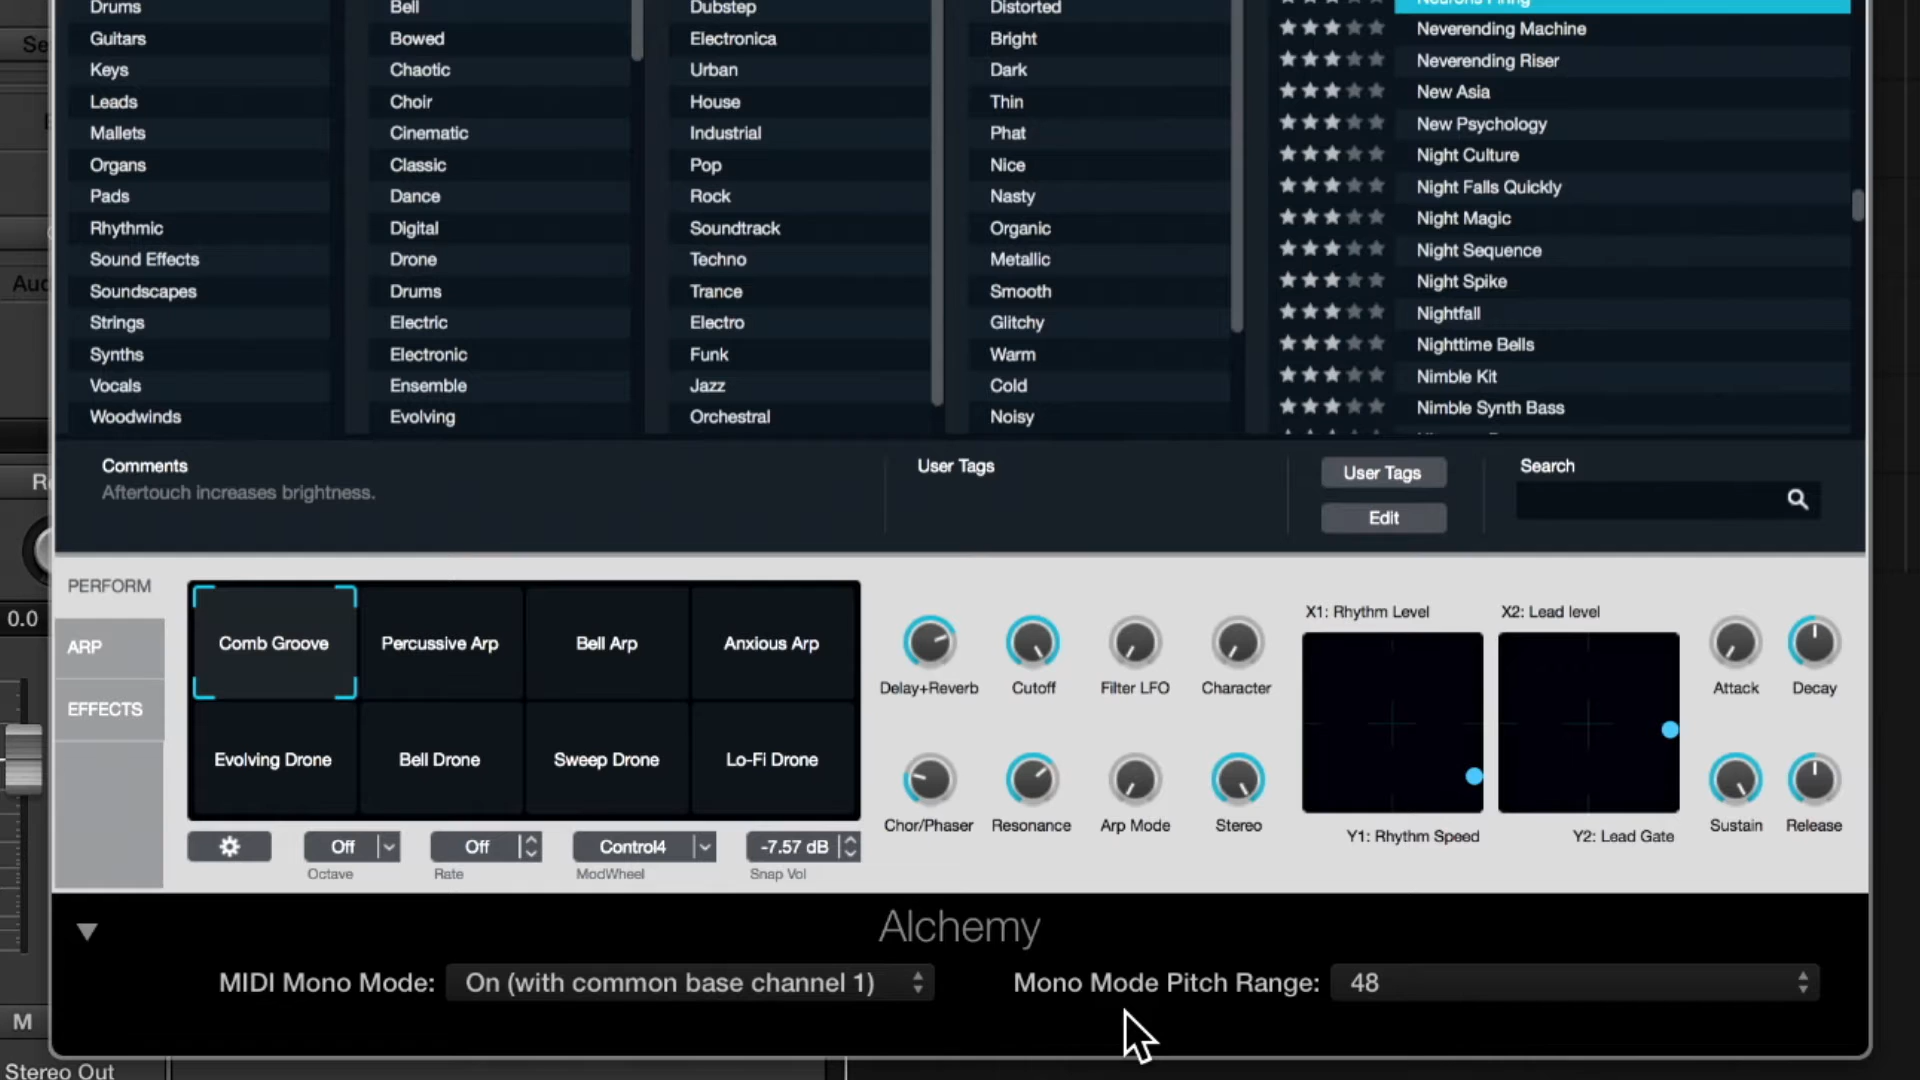 Drums
Guitars
Keys
Leads
Mallets
Organs
Pads
Rhythmic
Sound Effects
Soundscapes
Strings
Synths
Vocals
Woodwinds
Bell
Bowed
Chaotic
Choir
Cinematic
Classic
Dance
Digital
Drone
Drums
Electric
Electronic
Ensemble
Evolving
Dubstep
Electronica
Urban
House
Industrial
Pop
Rock
Soundtrack
Techno
Trance
Electro
Funk
Jazz
Orchestral
Distorted
Bright
Dark
Thin
Phat
Nice
Nasty
Organic
Metallic
Smooth
Glitchy
Warm
Cold
Noisy
Neurons Firing
Neverending Machine
Neverending Riser
New Asia
New Psychology
Night Culture
Night Falls Quickly
Night Magic
Night Sequence
Night Spike
Nightfall
Nighttime Bells
Nimble Kit
Nimble Synth Bass
Comments
Aftertouch increases brightness.
User Tags
User Tags
Edit
Search
PERFORM
ARP
EFFECTS
Comb Groove
Percussive Arp
Bell Arp
Anxious Arp
Evolving Drone
Bell Drone
Sweep Drone
Lo-Fi Drone
Off
Octave
Off
Rate
Control4
ModWheel
-7.57 dB
Snap Vol
Delay+Reverb
Cutoff
Filter LFO
Character
Chor/Phaser
Resonance
Arp Mode
Stereo
X1: Rhythm Level
Y1: Rhythm Speed
X2: Lead level
Y2: Lead Gate
Attack
Decay
Sustain
Release
Alchemy
MIDI Mono Mode: On (with common base channel 1)
Mono Mode Pitch Range: 48
0.0
M
Stereo Out